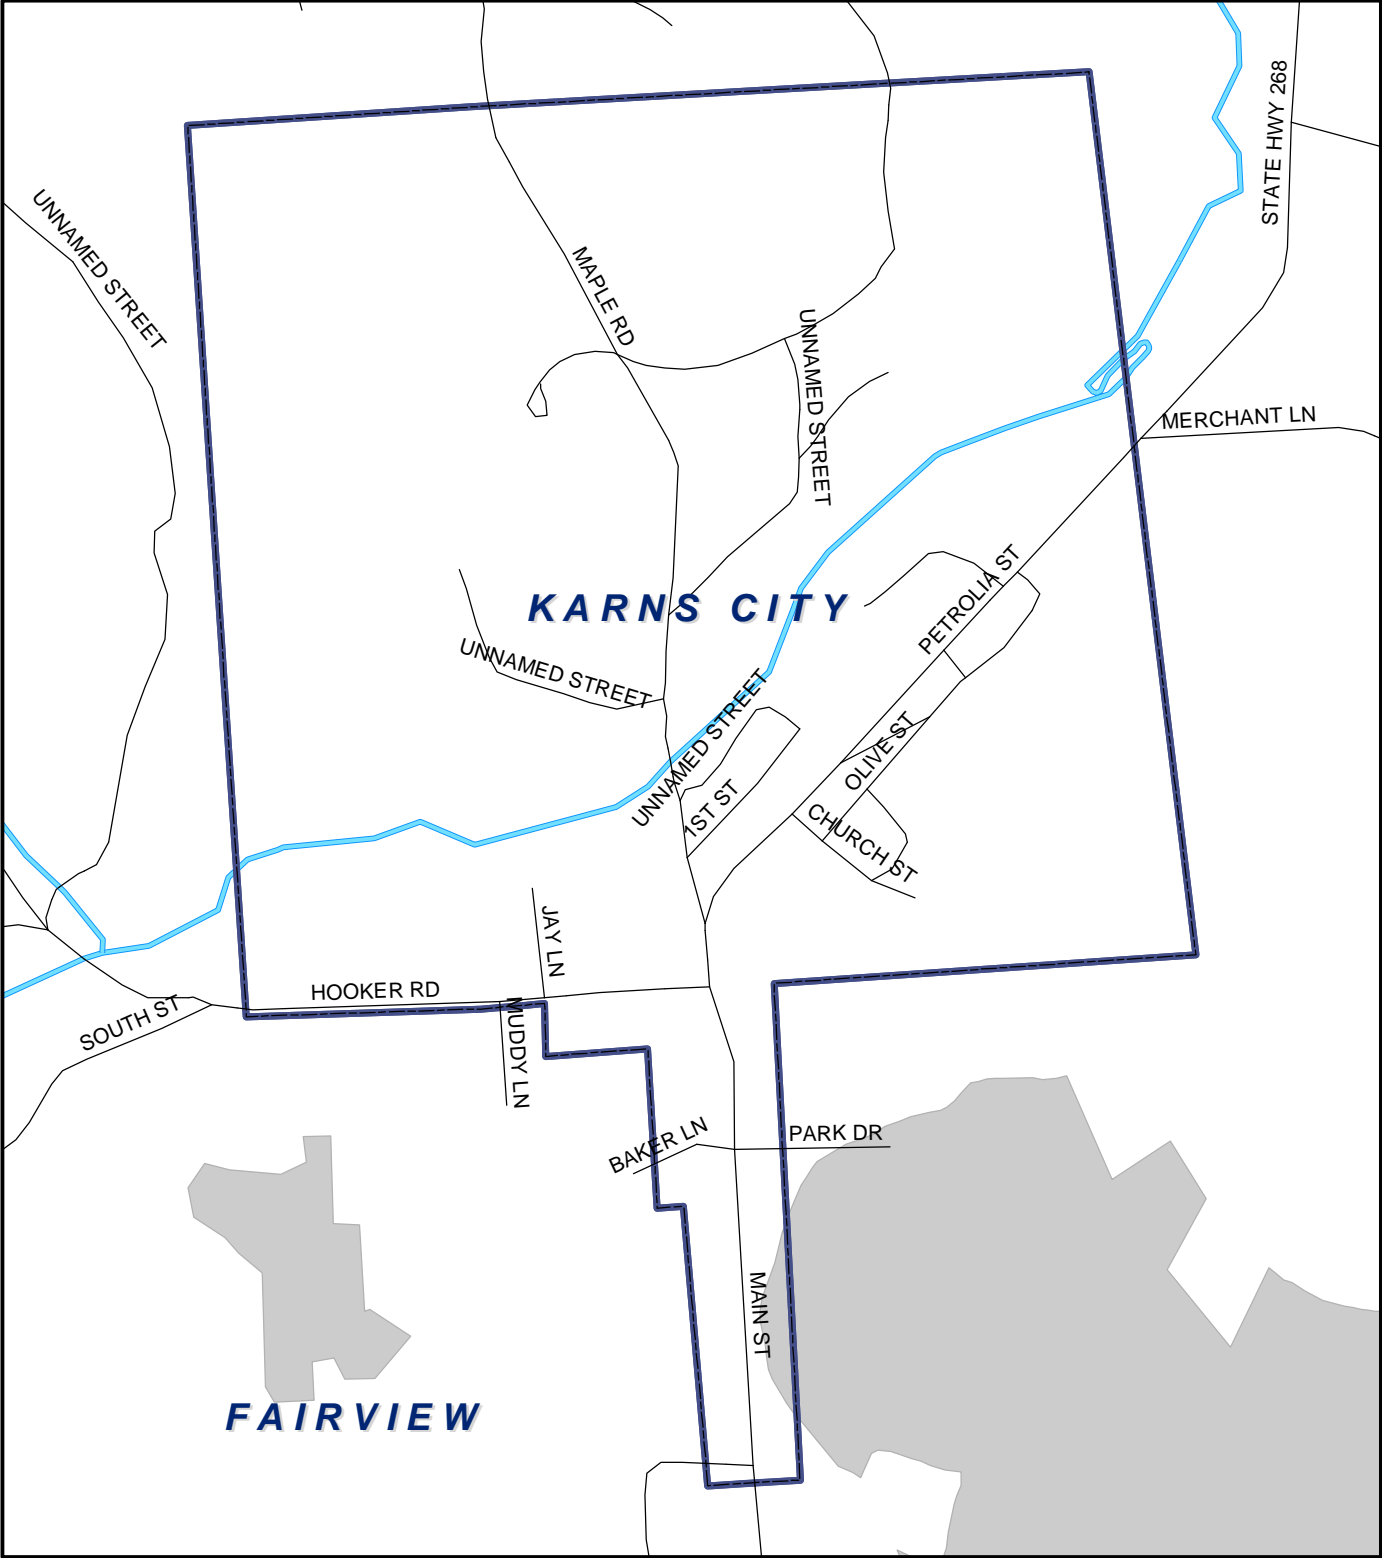 STATE HWY 268
UNNAMED STREET
MAPLE RD
UNNAMED STREET
MERCHANT LN
PETROLIA ST
KARNS CITY
UNNAMED STREET
UNNAMED STREET
OLIVE ST
1ST ST
CHURCH ST
JAY LN
HOOKER RD
SOUTH ST
MUDDY LN
BAKER LN
PARK DR
MAIN ST
FAIRVIEW